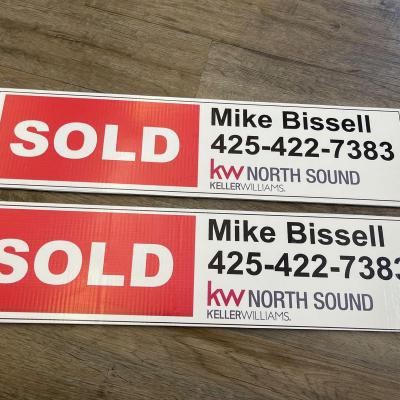 SOLD
Mike Bissell
425-422-7383
kw NORTH SOUND
KELLERWILLIAMS.
SOLD
Mike Bissell
425-422-7383
kw NORTH SOUND
KELLERWILLIAMS.